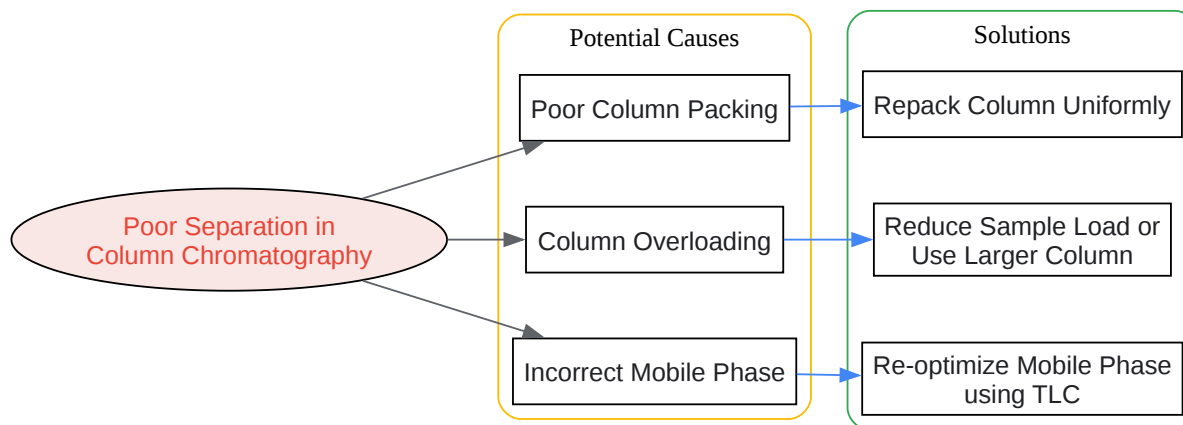 Potential Causes
Solutions
Poor Column Packing
Repack Column Uniformly
Poor Separation in
Column Chromatography
Column Overloading
Reduce Sample Load or
Use Larger Column
Incorrect Mobile Phase
Re-optimize Mobile Phase
using TLC